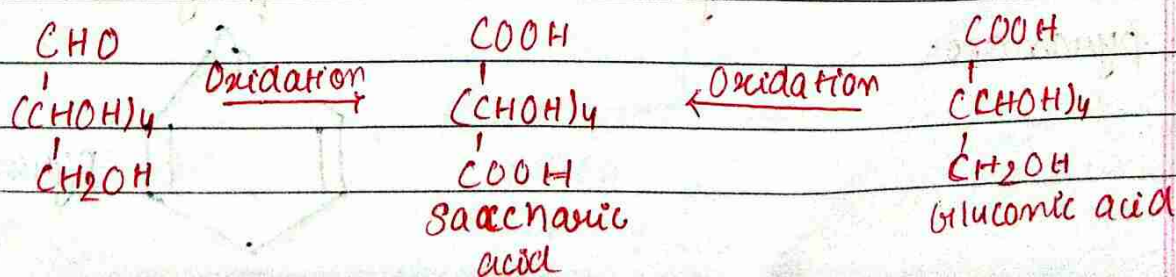 CHO COOH COOH
Oxidation Oxidation
(CHOH)4 (CHOH)4 (CHOH)4
CH2OH COOH CH2OH
Saccharic Gluconic acid
acid